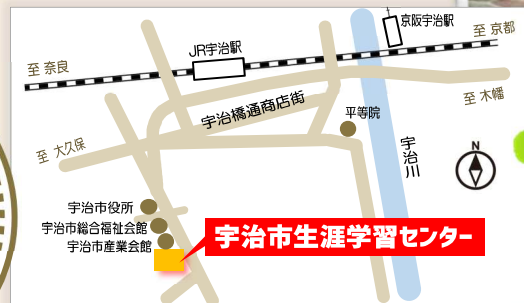 京阪宇治駅
至 京都
JR宇治駅
至 奈良
至 木幡
宇治橋通商店街
平等院
宇治川
至 大久保
N
宇治市役所
宇治市総合福祉会館
宇治市産業会館
宇治市生涯学習センター